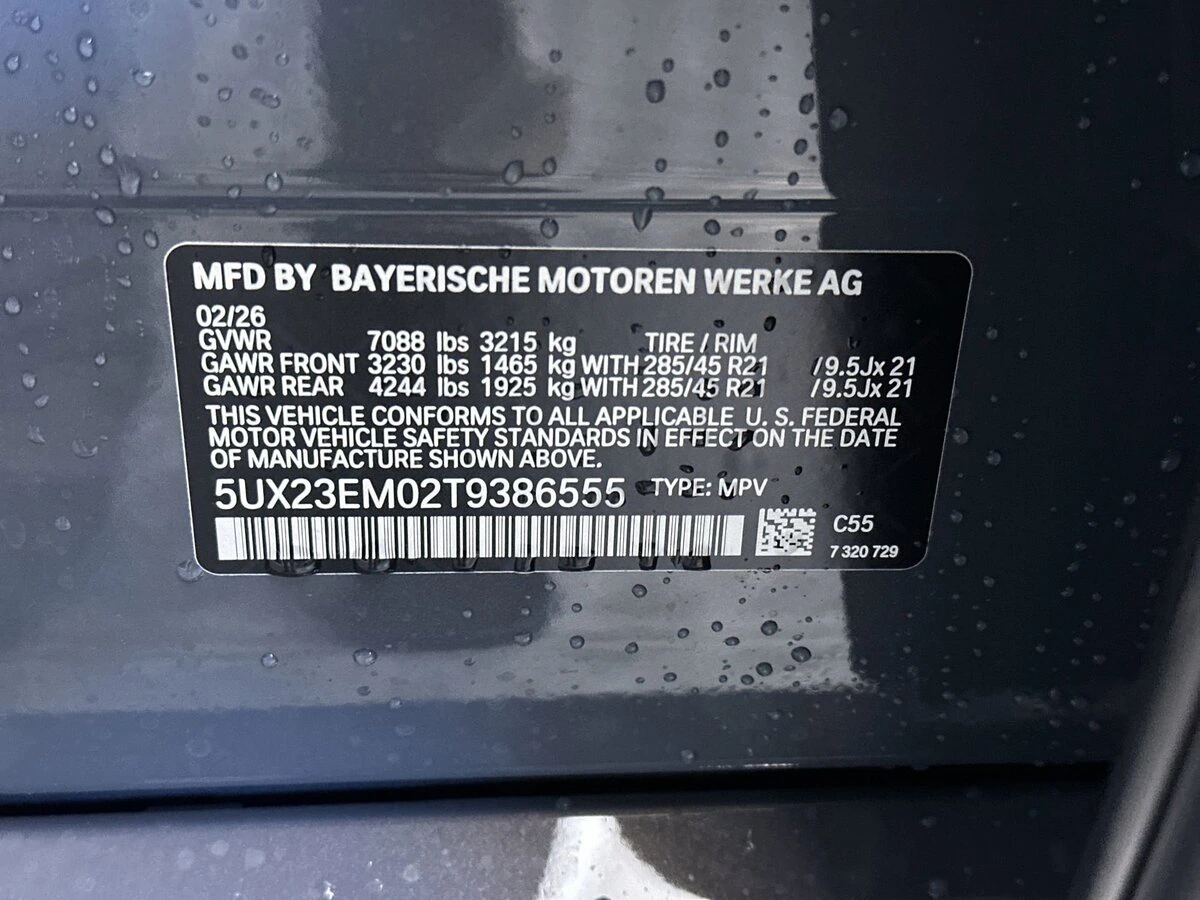 MFD BY BAYERISCHE MOTOREN WERKE AG
02/26
GVWR 7088 lbs 3215 kg TIRE / RIM
GAWR FRONT 3230 lbs 1465 kg WITH 285/45 R21 / 9.5Jx 21
GAWR REAR 4244 lbs 1925 kg WITH 285/45 R21 / 9.5Jx 21
THIS VEHICLE CONFORMS TO ALL APPLICABLE U. S. FEDERAL
MOTOR VEHICLE SAFETY STANDARDS IN EFFECT ON THE DATE
OF MANUFACTURE SHOWN ABOVE.
5UX23EM02T9386555 TYPE: MPV
C55
7 320 729